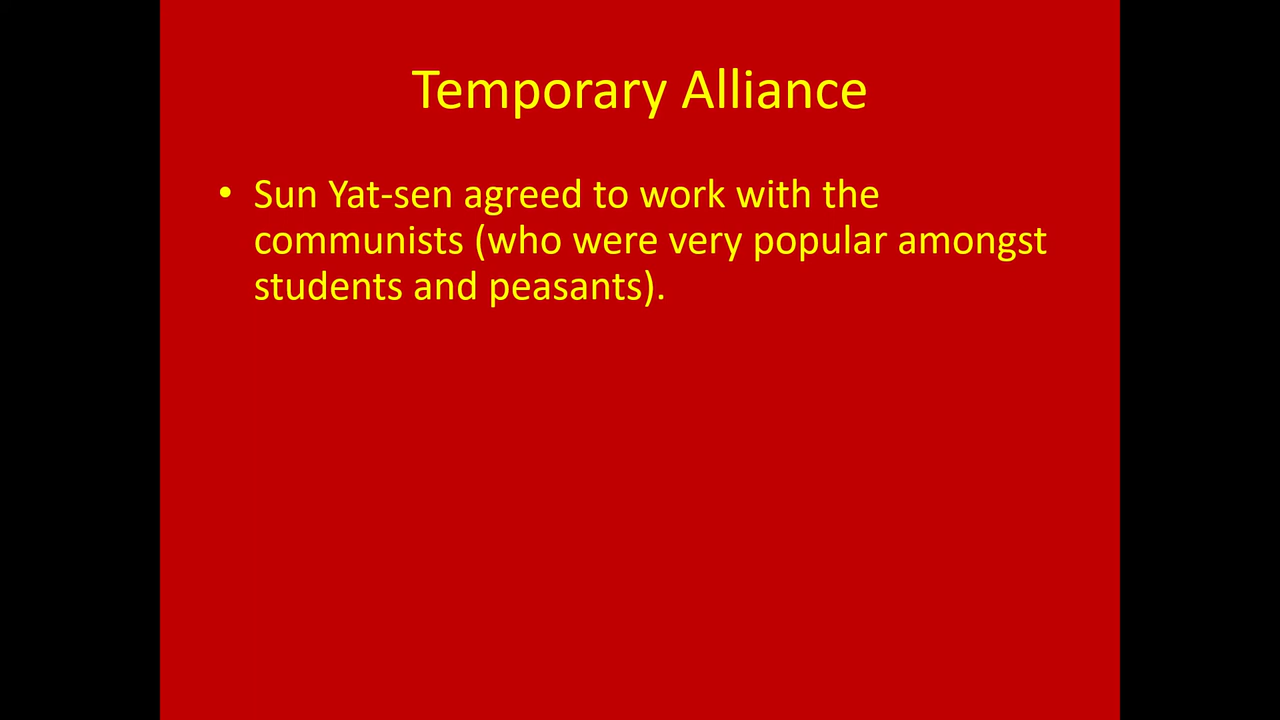 Temporary Alliance
• Sun Yat-sen agreed to work with the
communists (who were very popular amongst
students and peasants).